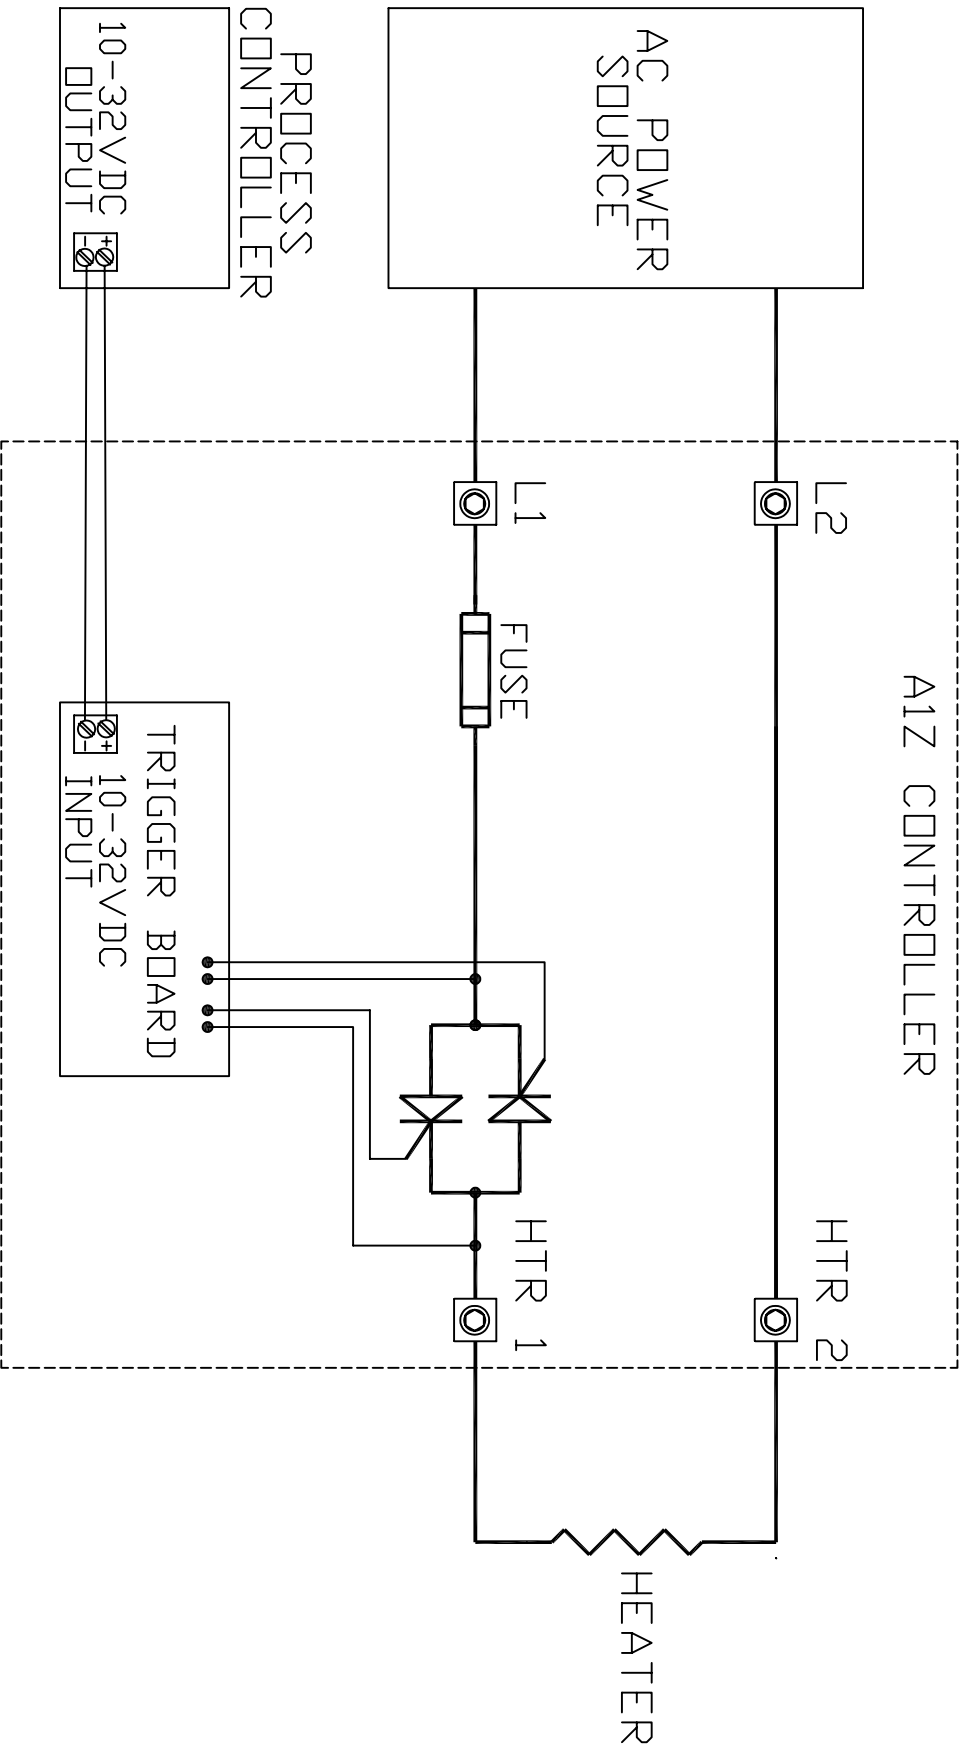 A1Z CONTROLLER
L2
HTR 2
AC POWER
SOURCE
L1
HTR 1
FUSE
HEATER
PROCESS
CONTROLLER
TRIGGER BOARD
10-32VDC
OUTPUT
+
-
+
-
10-32VDC
INPUT